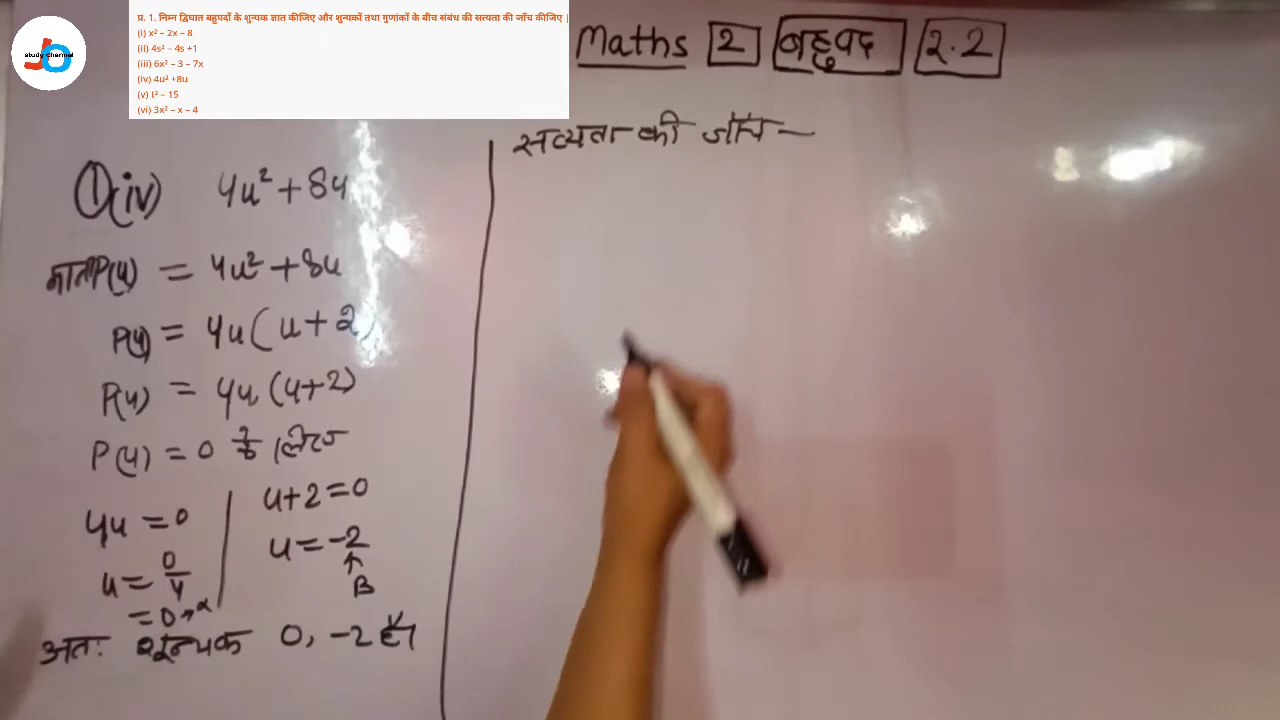 study channel
प्र. 1. निम्न द्विघात बहुपदों के शुन्यक ज्ञात कीजिए और शुन्यकों तथा गुणांकों के बीच संबंध की सत्यता की जाँच कीजिए |
(i) x² – 2x – 8
(ii) 4s² – 4s +1
(iii) 6x² – 3 – 7x
(iv) 4u² +8u
(v) t² – 15
(vi) 3x² – x – 4
Maths 2 बहुपद 2.2
①(iv) 4u² + 8u
माना P(u) = 4u² + 8u
P(u) = 4u(u + 2)
P(u) = 4u (u+2)
P(u) = 0 के लिए
4u = 0
u = 0/4
= 0 → α
u+2 = 0
u = -2
↑
β
अतः शून्यक 0, -2 है।
सत्यता की जाँच –